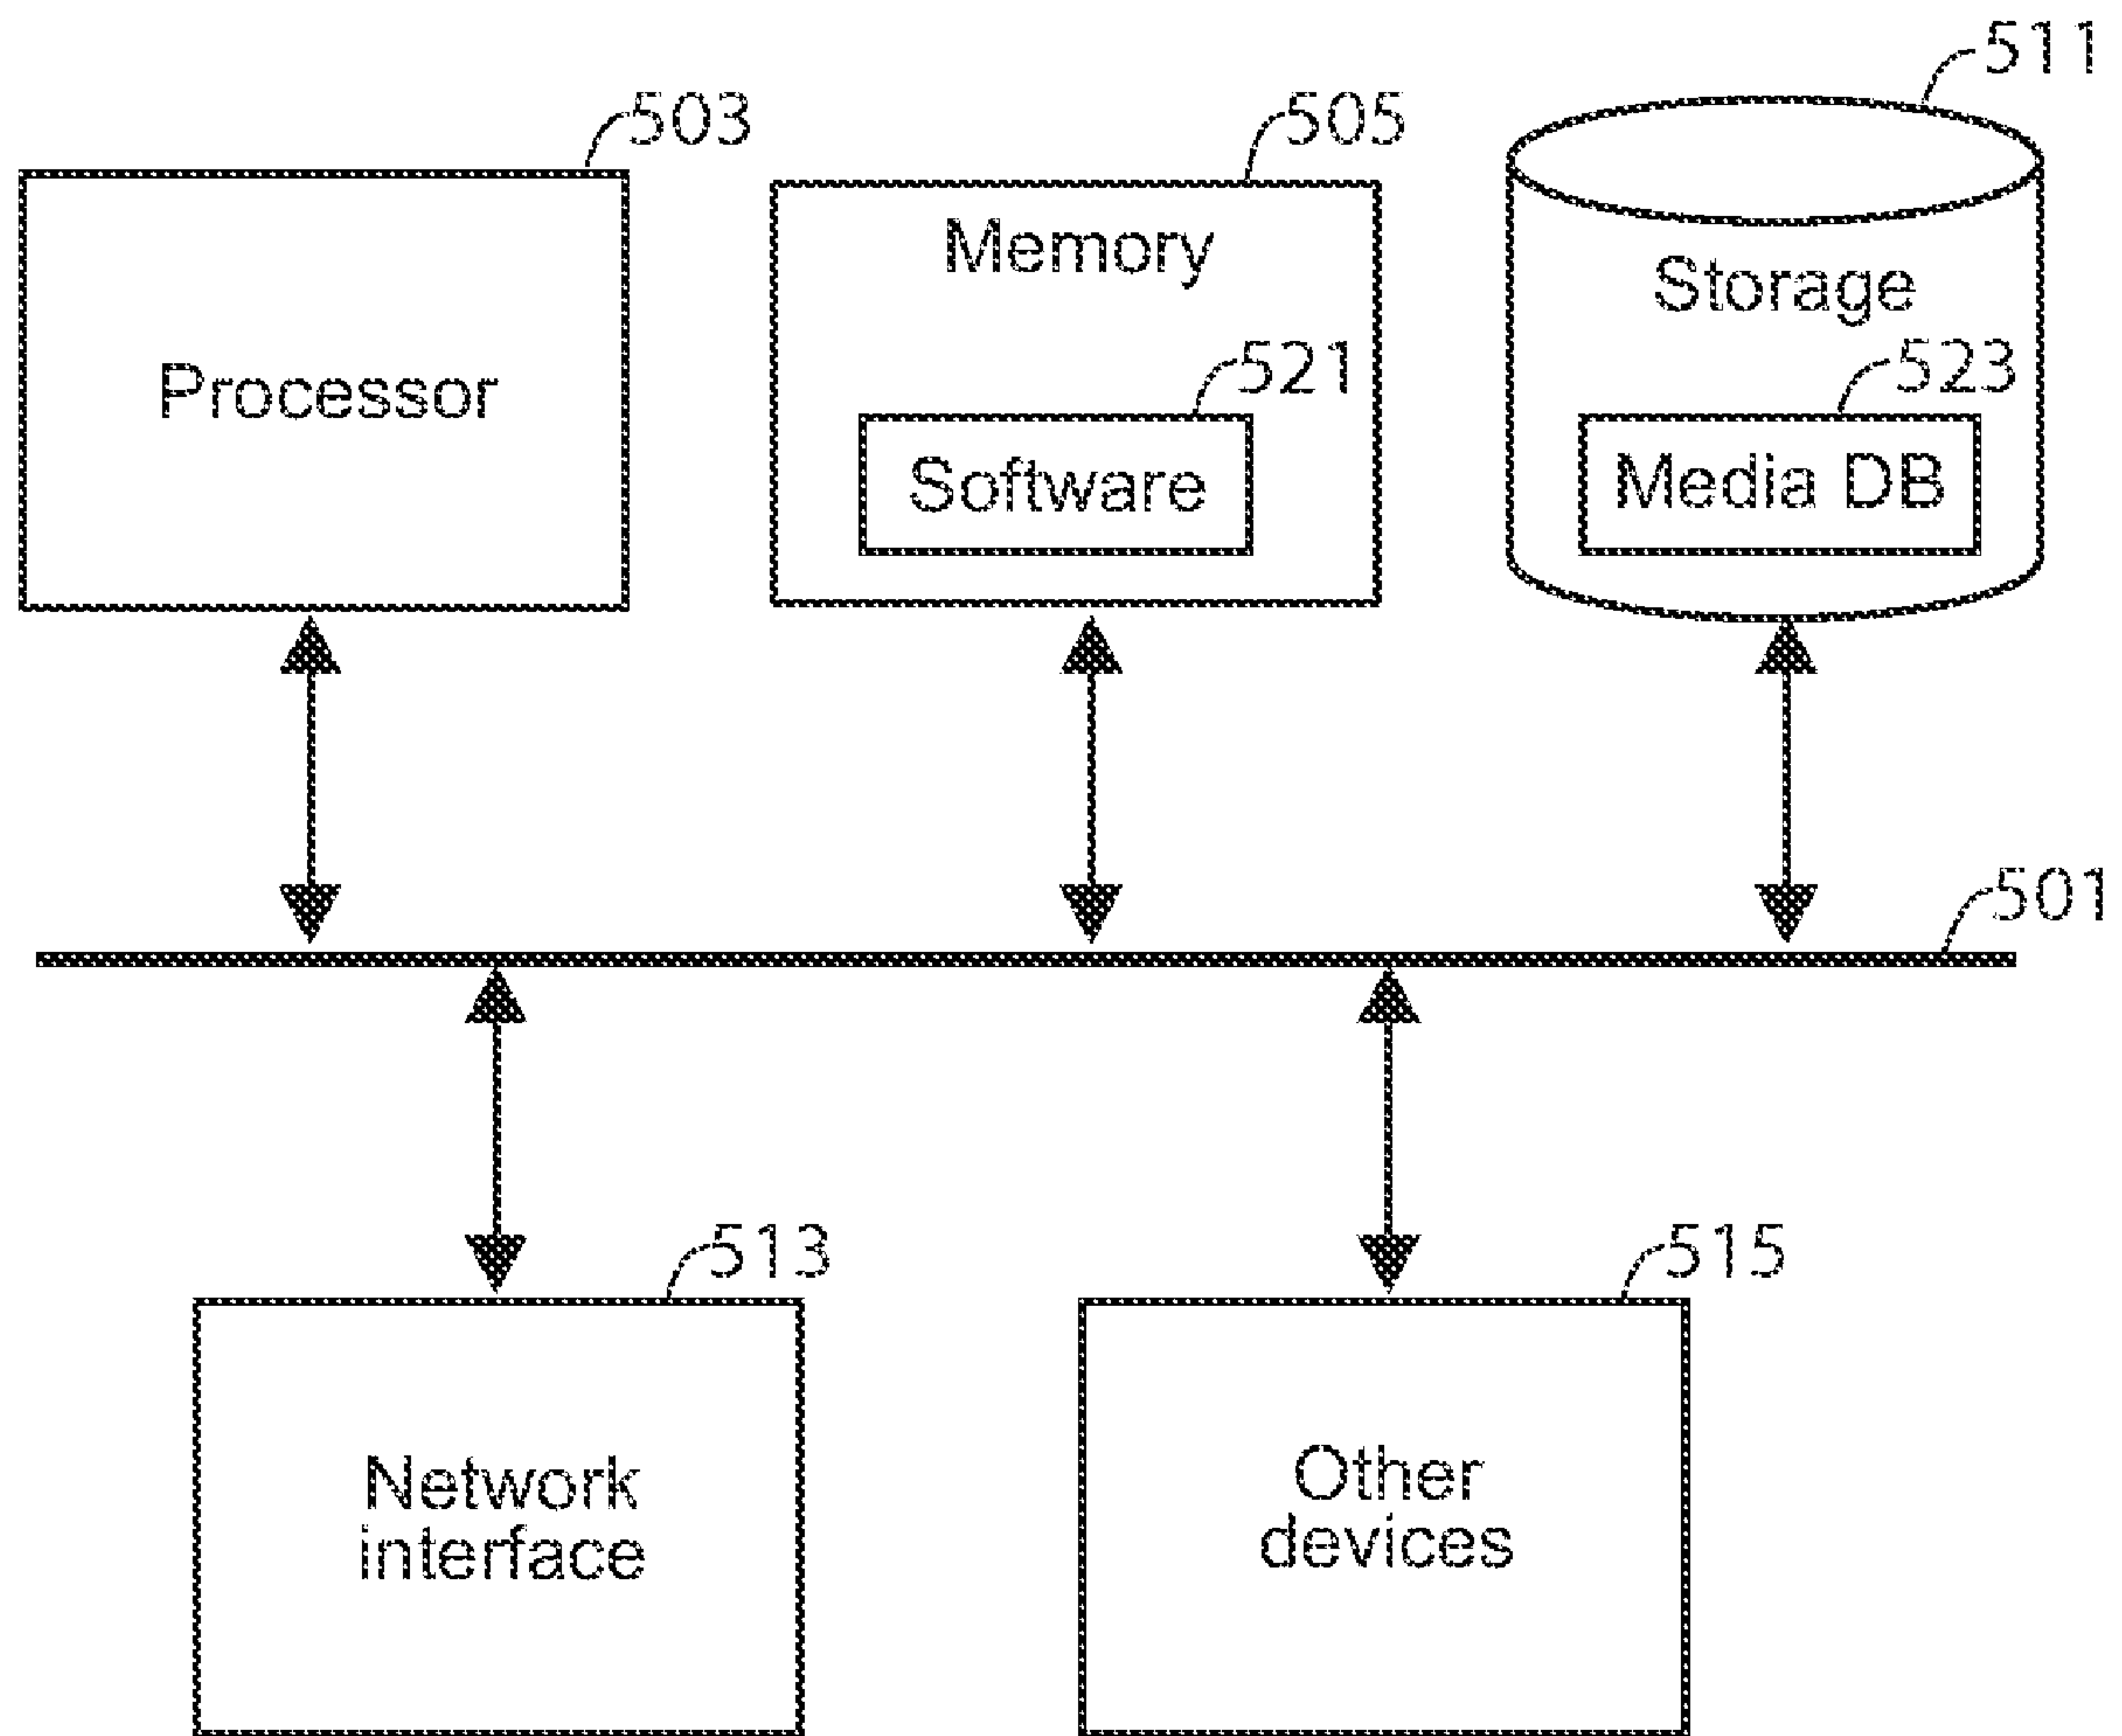 511
503
505
Memory
Storage
Processor
521
523
Software
Media DB
501
513
515
Network
interface
Other
devices